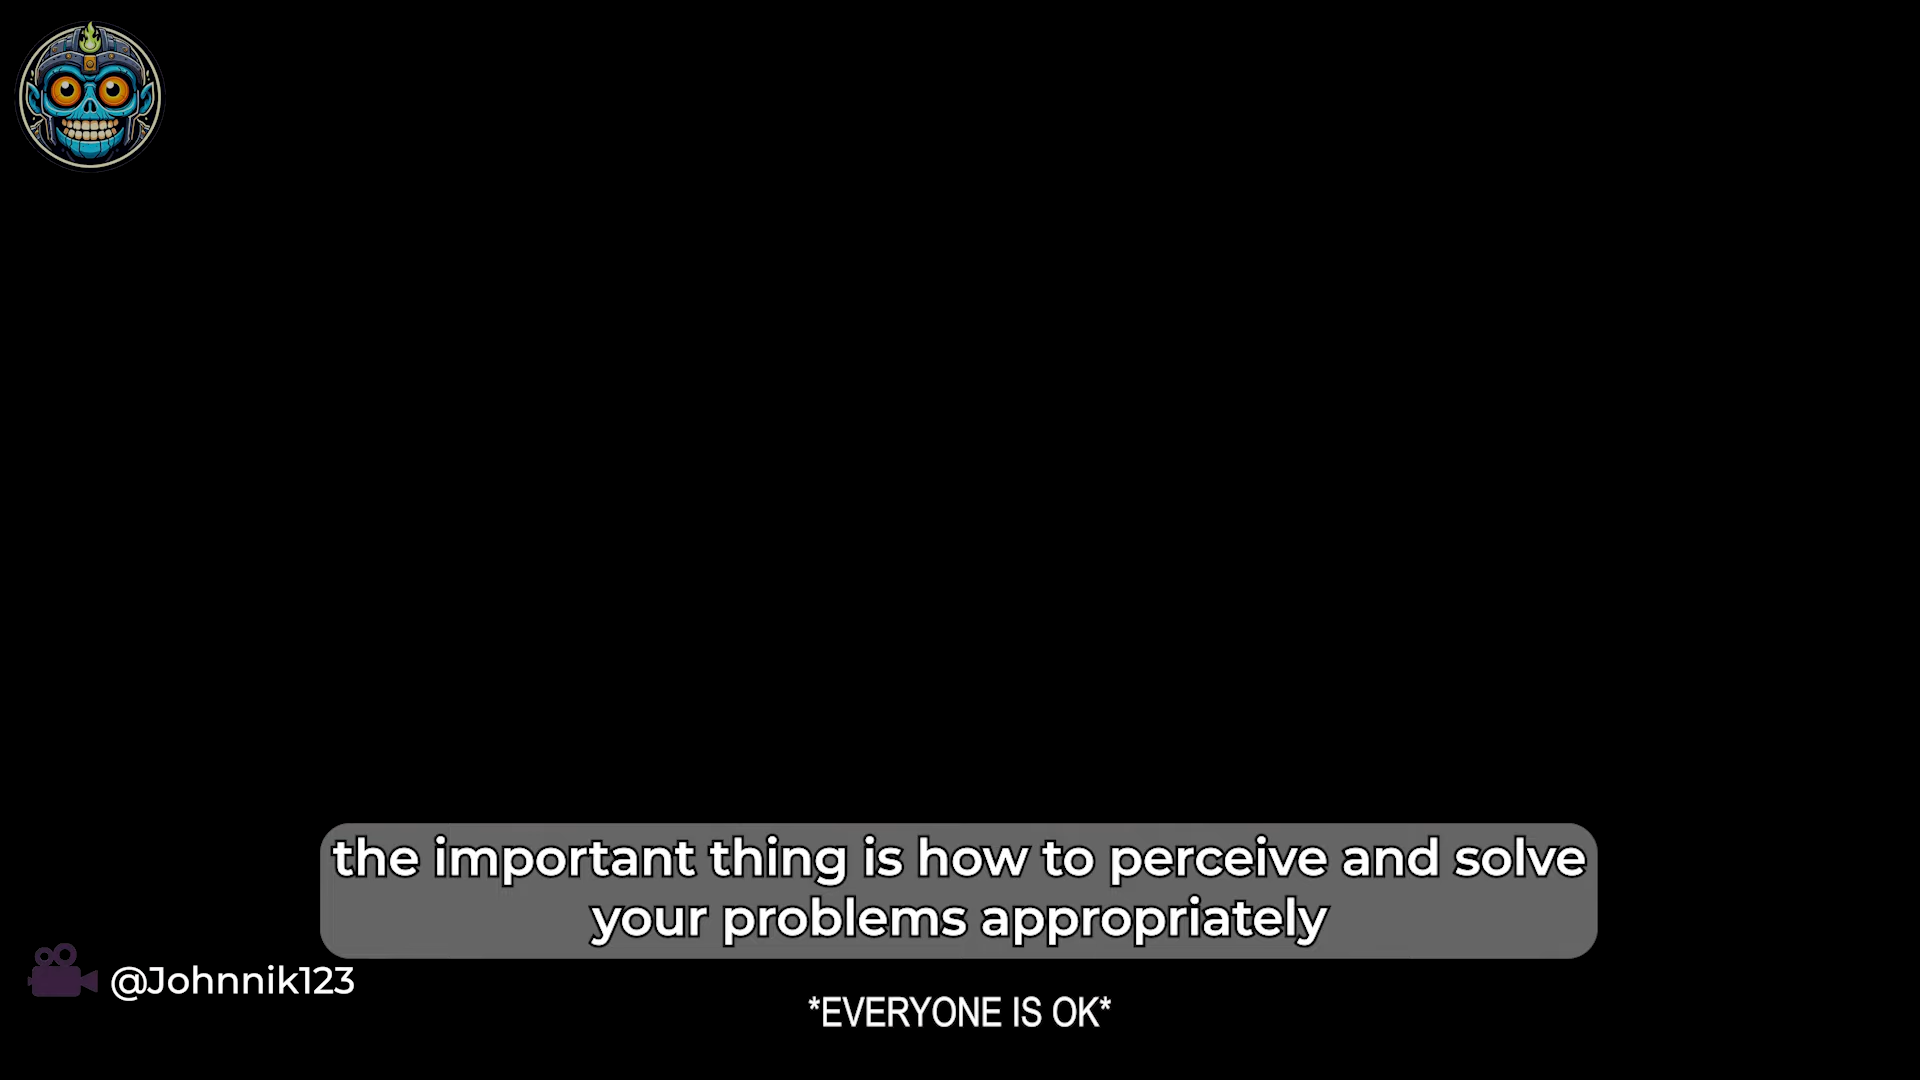 the important thing is how to perceive and solve
your problems appropriately
@Johnnik123
*EVERYONE IS OK*